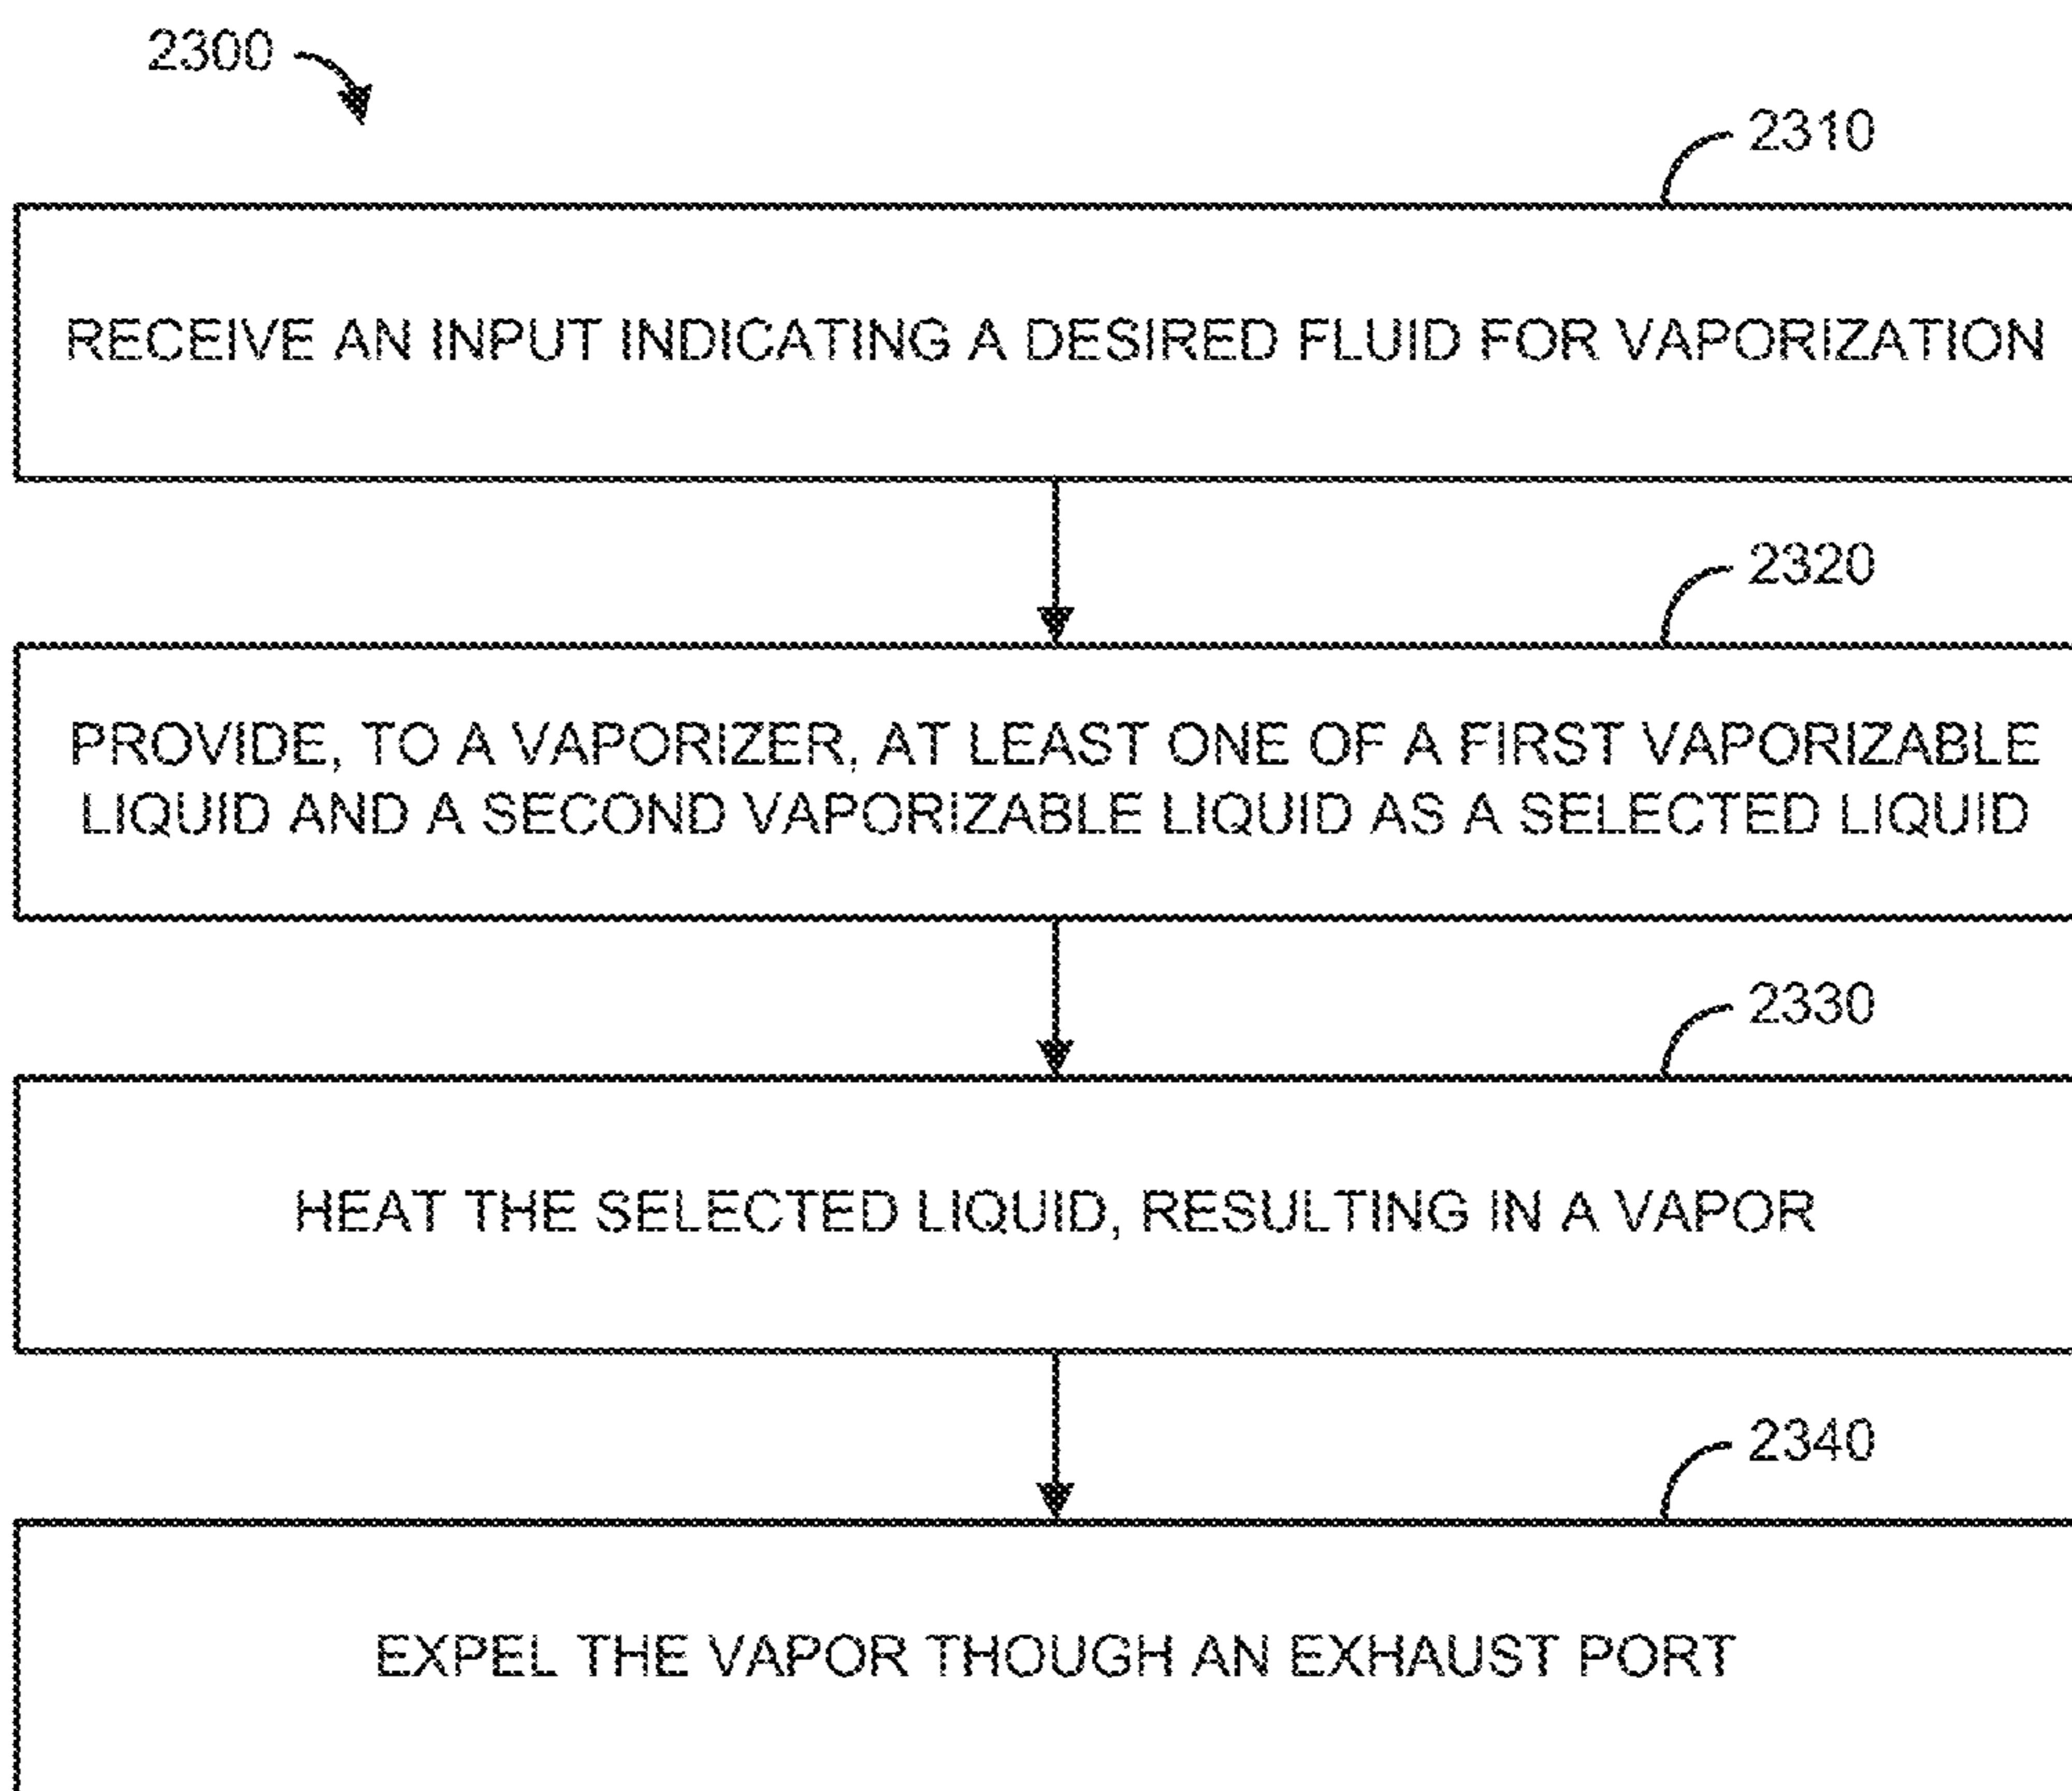 2300
2310
RECEIVE AN INPUT INDICATING A DESIRED FLUID FOR VAPORIZATION
2320
PROVIDE, TO A VAPORIZER, AT LEAST ONE OF A FIRST VAPORIZABLE
LIQUID AND A SECOND VAPORIZABLE LIQUID AS A SELECTED LIQUID
2330
HEAT THE SELECTED LIQUID, RESULTING IN A VAPOR
2340
EXPEL THE VAPOR THOUGH AN EXHAUST PORT